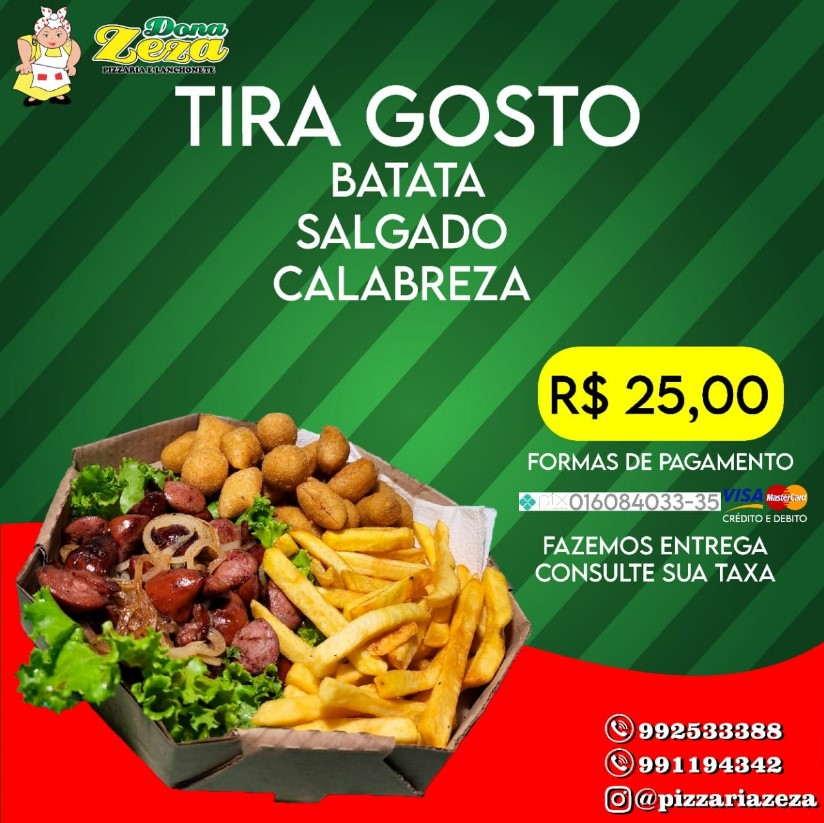 Dona
Zeza
PIZZARIA E LANCHONETE
TIRA GOSTO
BATATA
SALGADO
CALABREZA
R$ 25,00
FORMAS DE PAGAMENTO
pix 016084033-35 VISA MasterCard
CRÉDITO E DEBITO
FAZEMOS ENTREGA
CONSULTE SUA TAXA
992533388
991194342
@pizzariazeza